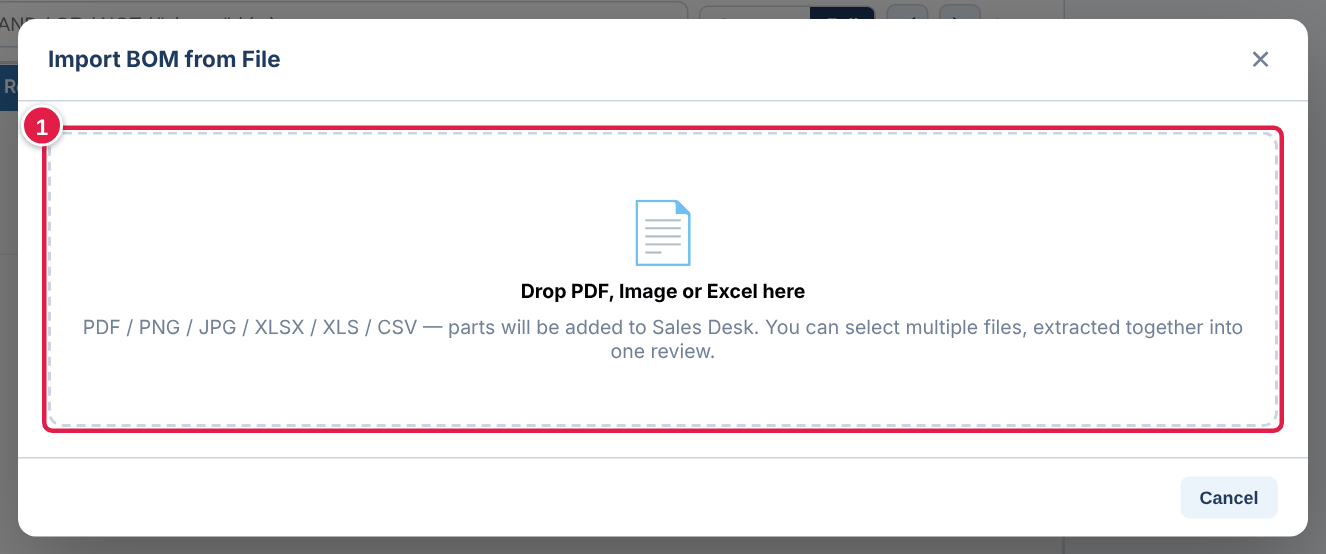 Import BOM from File
1
Drop PDF, Image or Excel here
PDF / PNG / JPG / XLSX / XLS / CSV — parts will be added to Sales Desk. You can select multiple files, extracted together into
one review.
Cancel